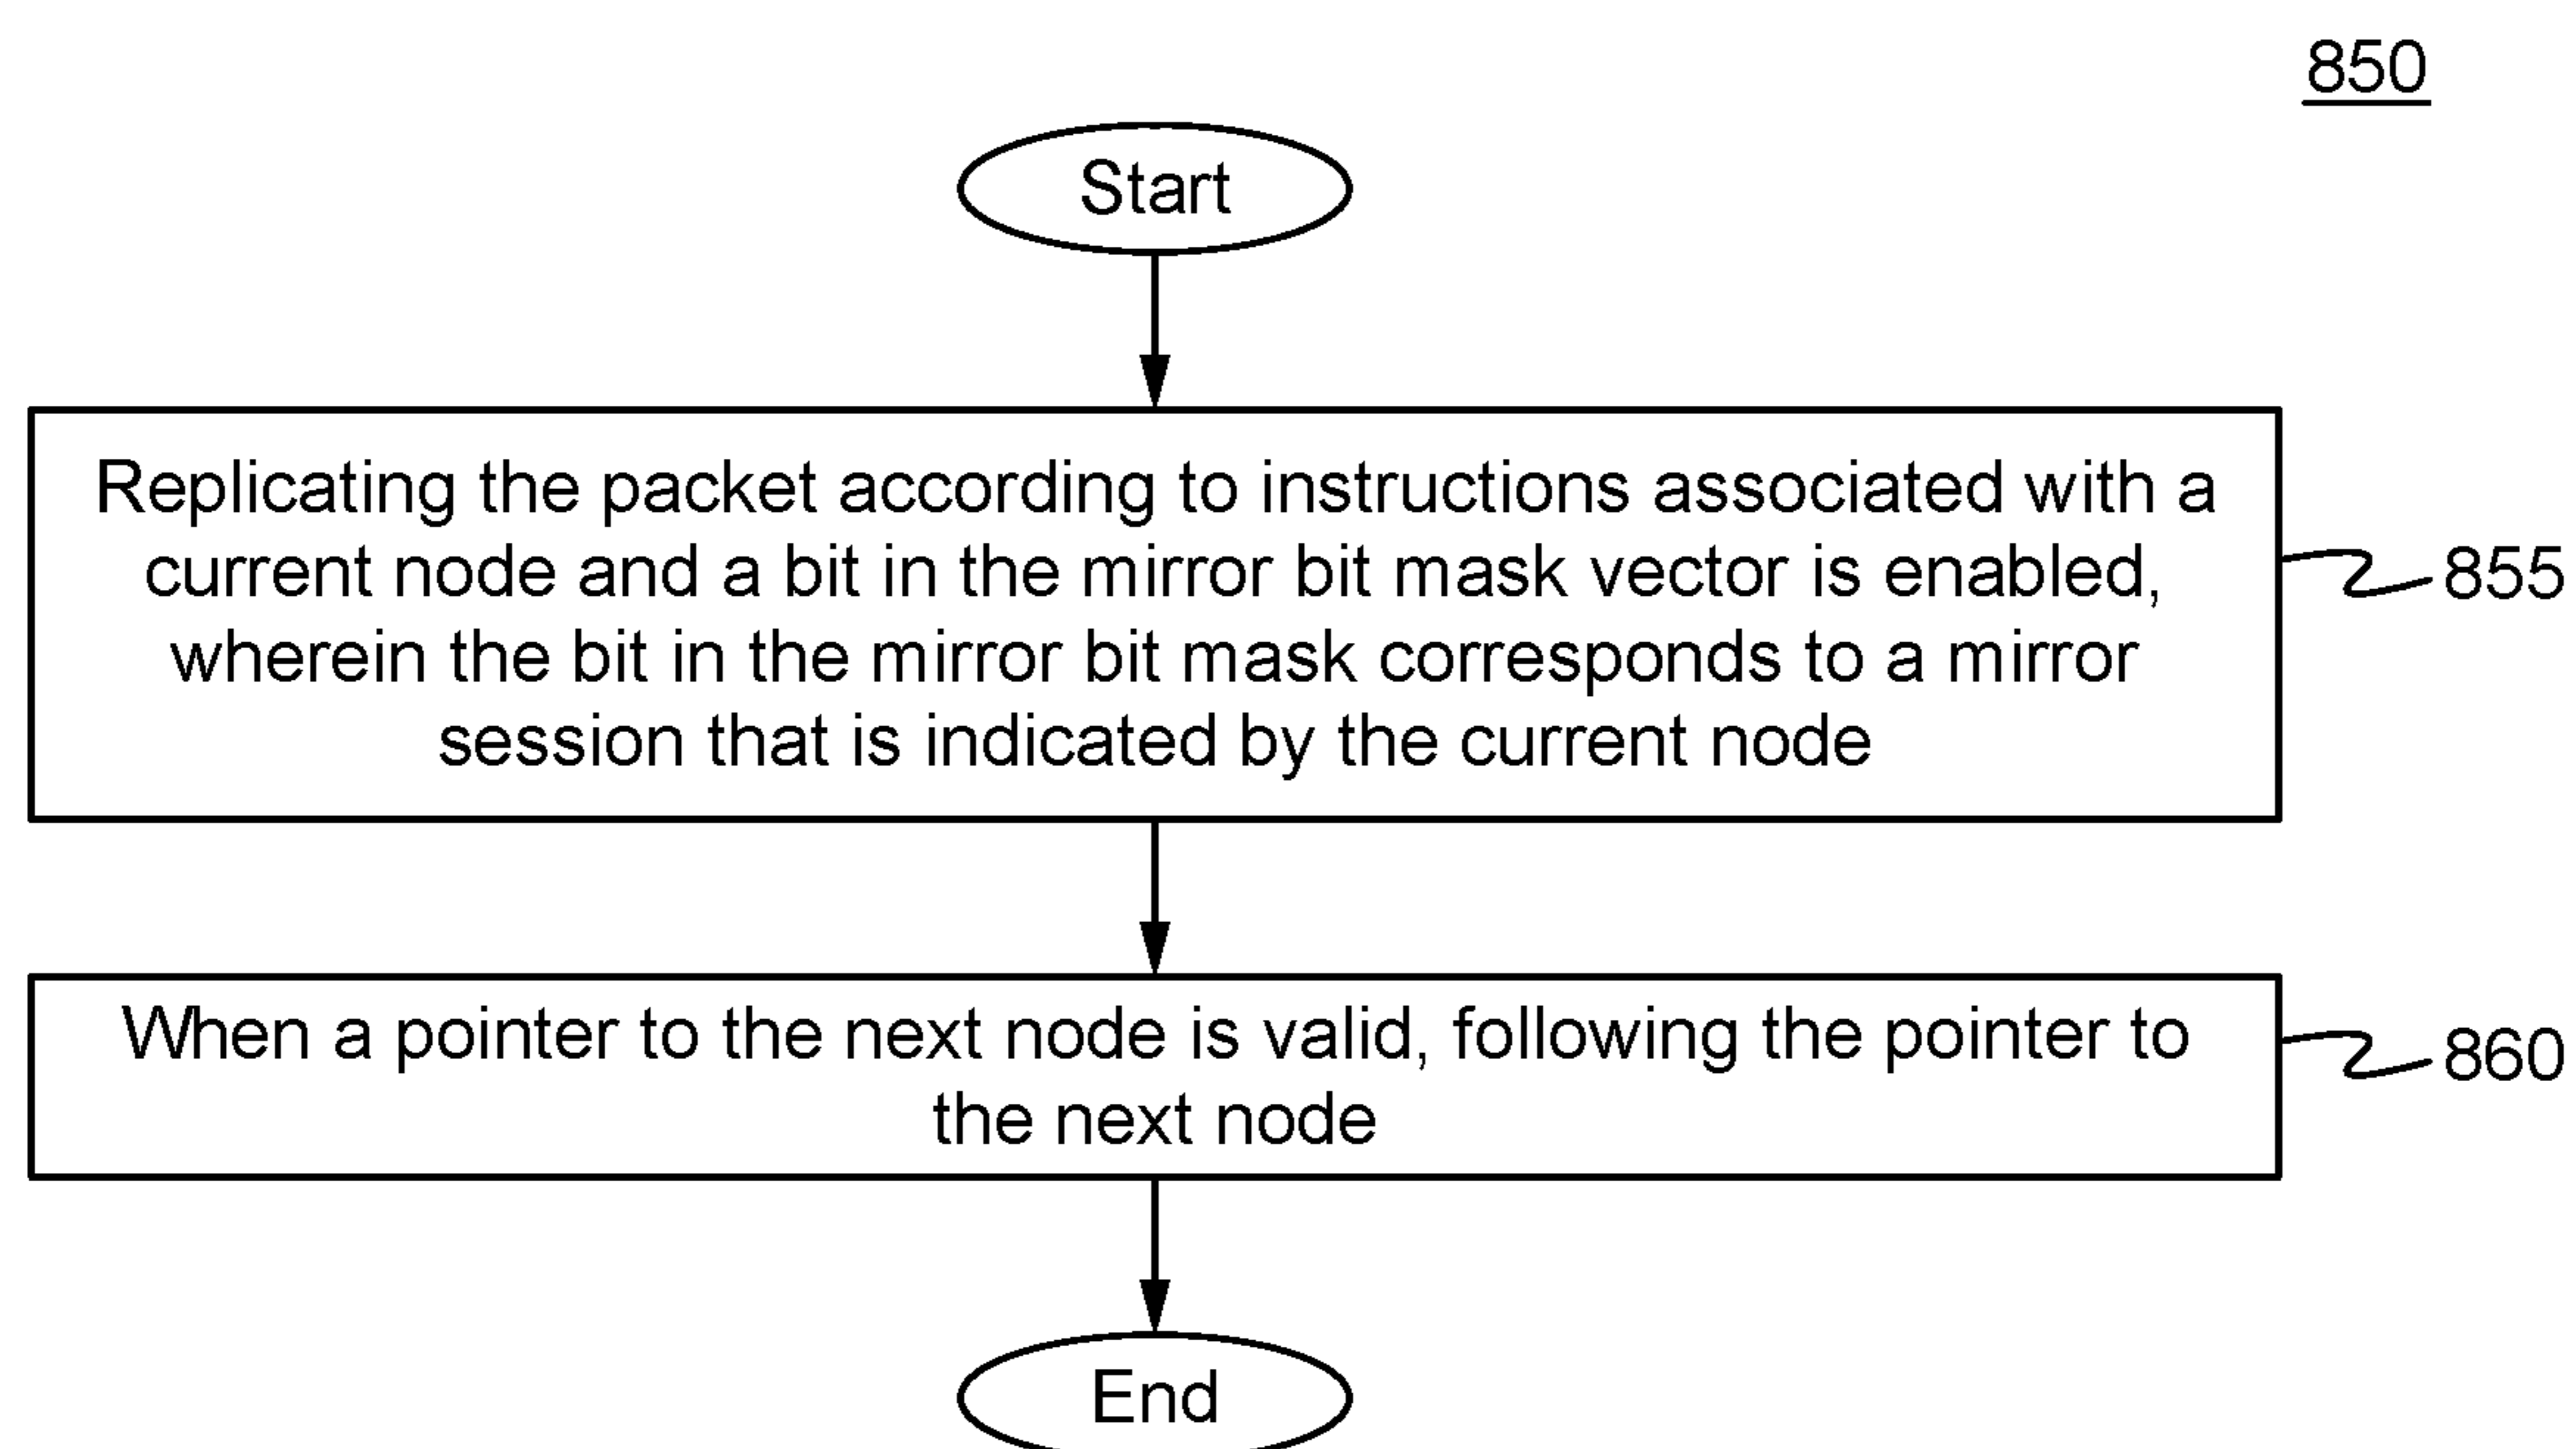 850
Start
Replicating the packet according to instructions associated with a
current node and a bit in the mirror bit mask vector is enabled,
wherein the bit in the mirror bit mask corresponds to a mirror
session that is indicated by the current node
855
When a pointer to the next node is valid, following the pointer to
the next node
860
End